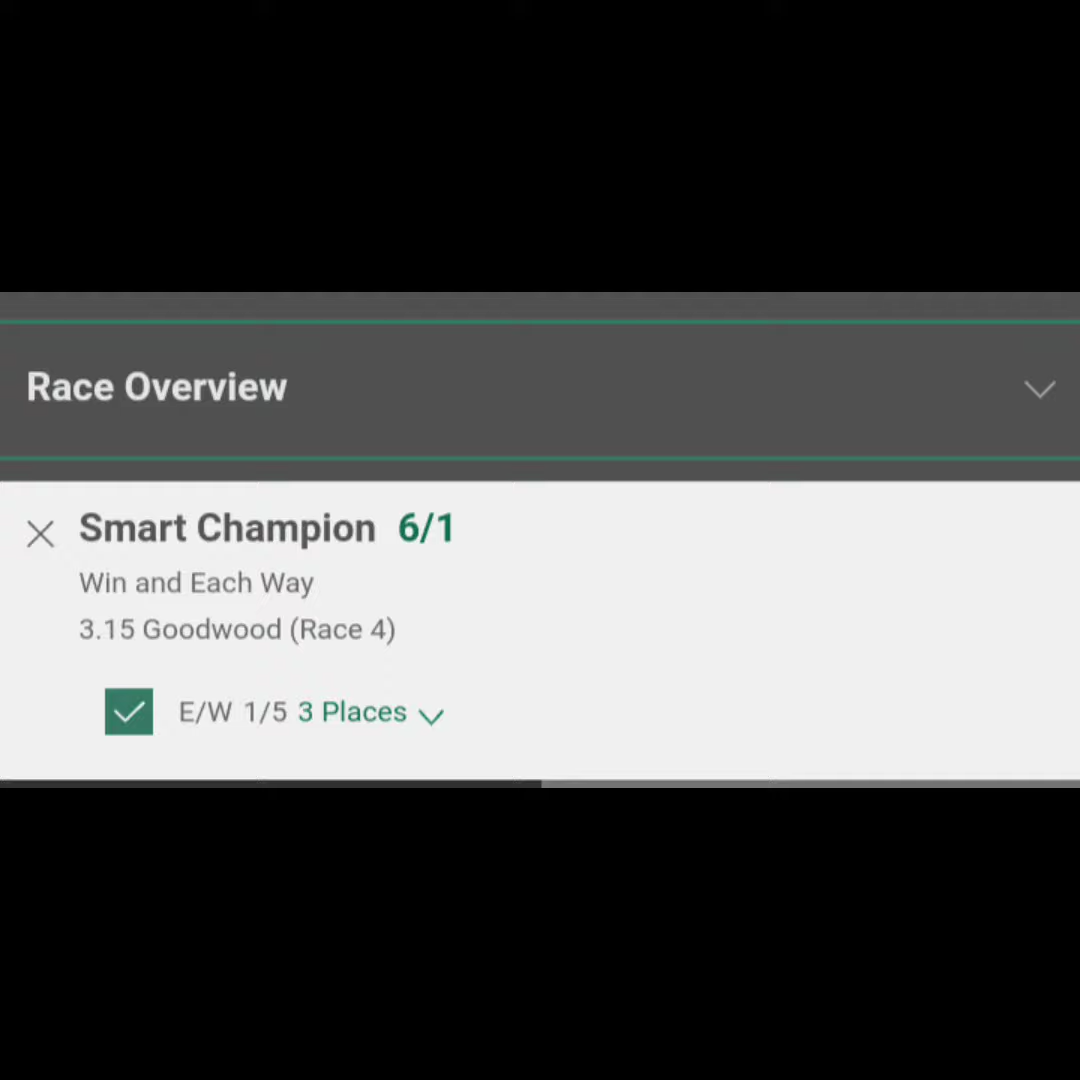 Race Overview
Smart Champion 6/1
Win and Each Way
3.15 Goodwood (Race 4)
E/W 1/5 3 Places